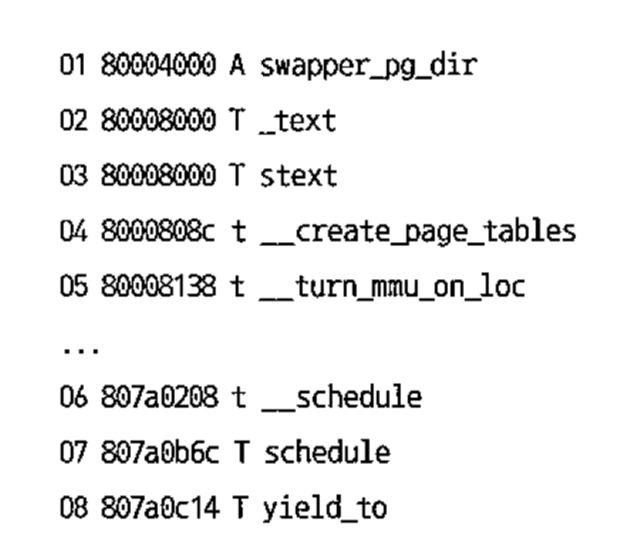 01 80004000 A swapper_pg_dir
02 80008000 T _text
03 80008000 T stext
04 8000808c t __create_page_tables
05 80008138 t __turn_mmu_on_loc
...
06 807a0208 t __schedule
07 807a0b6c T schedule
08 807a0c14 T yield_to